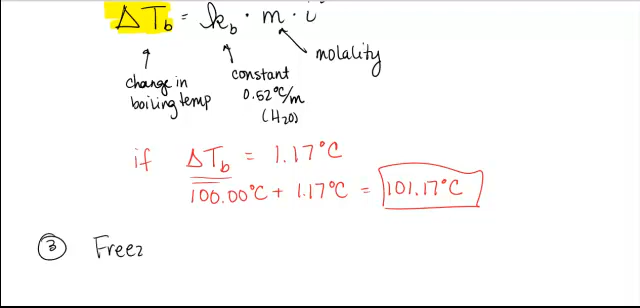 ΔTb = kb · m · i
molality
change in
boiling temp
constant
0.52°C/m
(H2O)
if ΔTb = 1.17°C
100.00°C + 1.17°C = 101.17°C
③ Freez